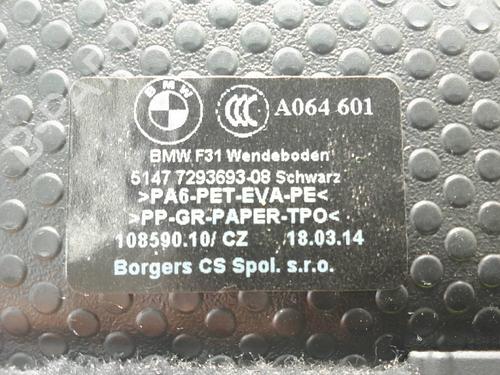 BMW
CCC
A064 601
BMW F31 Wendeboden
5147 7293693-08 Schwarz
>PA6-PET-EVA-PE<
>PP-GR-PAPER-TPO<
108590.10/ CZ 18.03.14
Borgers CS Spol. s.r.o.